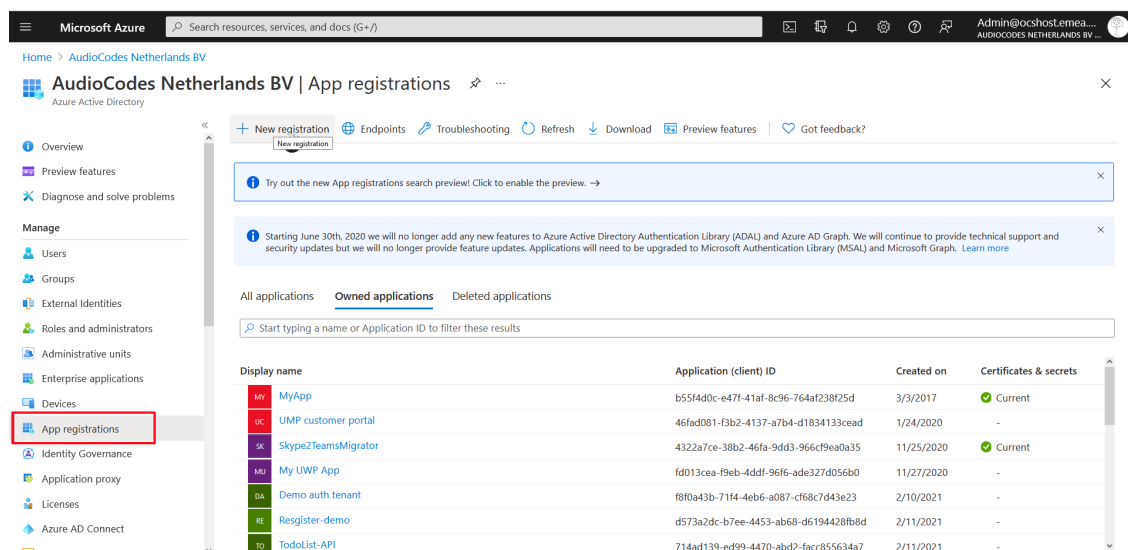 Microsoft Azure
Search resources, services, and docs (G+/)
Admin@ocshost.emea....
AUDIOCODES NETHERLANDS BV ...
Home > AudioCodes Netherlands BV
AudioCodes Netherlands BV | App registrations ...
Azure Active Directory
Overview
Preview features
Diagnose and solve problems
Manage
Users
Groups
External Identities
Roles and administrators
Administrative units
Enterprise applications
Devices
App registrations
Identity Governance
Application proxy
Licenses
Azure AD Connect
New registration Endpoints Troubleshooting Refresh Download Preview features Got feedback?
New registration
Try out the new App registrations search preview! Click to enable the preview. →
Starting June 30th, 2020 we will no longer add any new features to Azure Active Directory Authentication Library (ADAL) and Azure AD Graph. We will continue to provide technical support and
security updates but we will no longer provide feature updates. Applications will need to be upgraded to Microsoft Authentication Library (MSAL) and Microsoft Graph. Learn more
All applications Owned applications Deleted applications
Start typing a name or Application ID to filter these results
Display name Application (client) ID Created on Certificates & secrets
MY MyApp b55f4d0c-e47f-41af-8c96-764af238f25d 3/3/2017 Current
UC UMP customer portal 46fad081-f3b2-4137-a7b4-d1834133cead 1/24/2020 -
SK Skype2TeamsMigrator 4322a7ce-38b2-46fa-9dd3-966cf9ea0a35 11/25/2020 Current
MU My UWP App fd013cea-f9eb-4ddf-96f6-ade327d056b0 11/27/2020 -
DA Demo auth tenant f8f0a43b-71f4-4eb6-a087-cf68c7d43e23 2/10/2021 -
RE Resgister-demo d573a2dc-b7ee-4453-ab68-d6194428fb8d 2/11/2021 -
TO TodoList-API 714ad139-ed99-4470-abd2-facc855634a7 2/11/2021 -